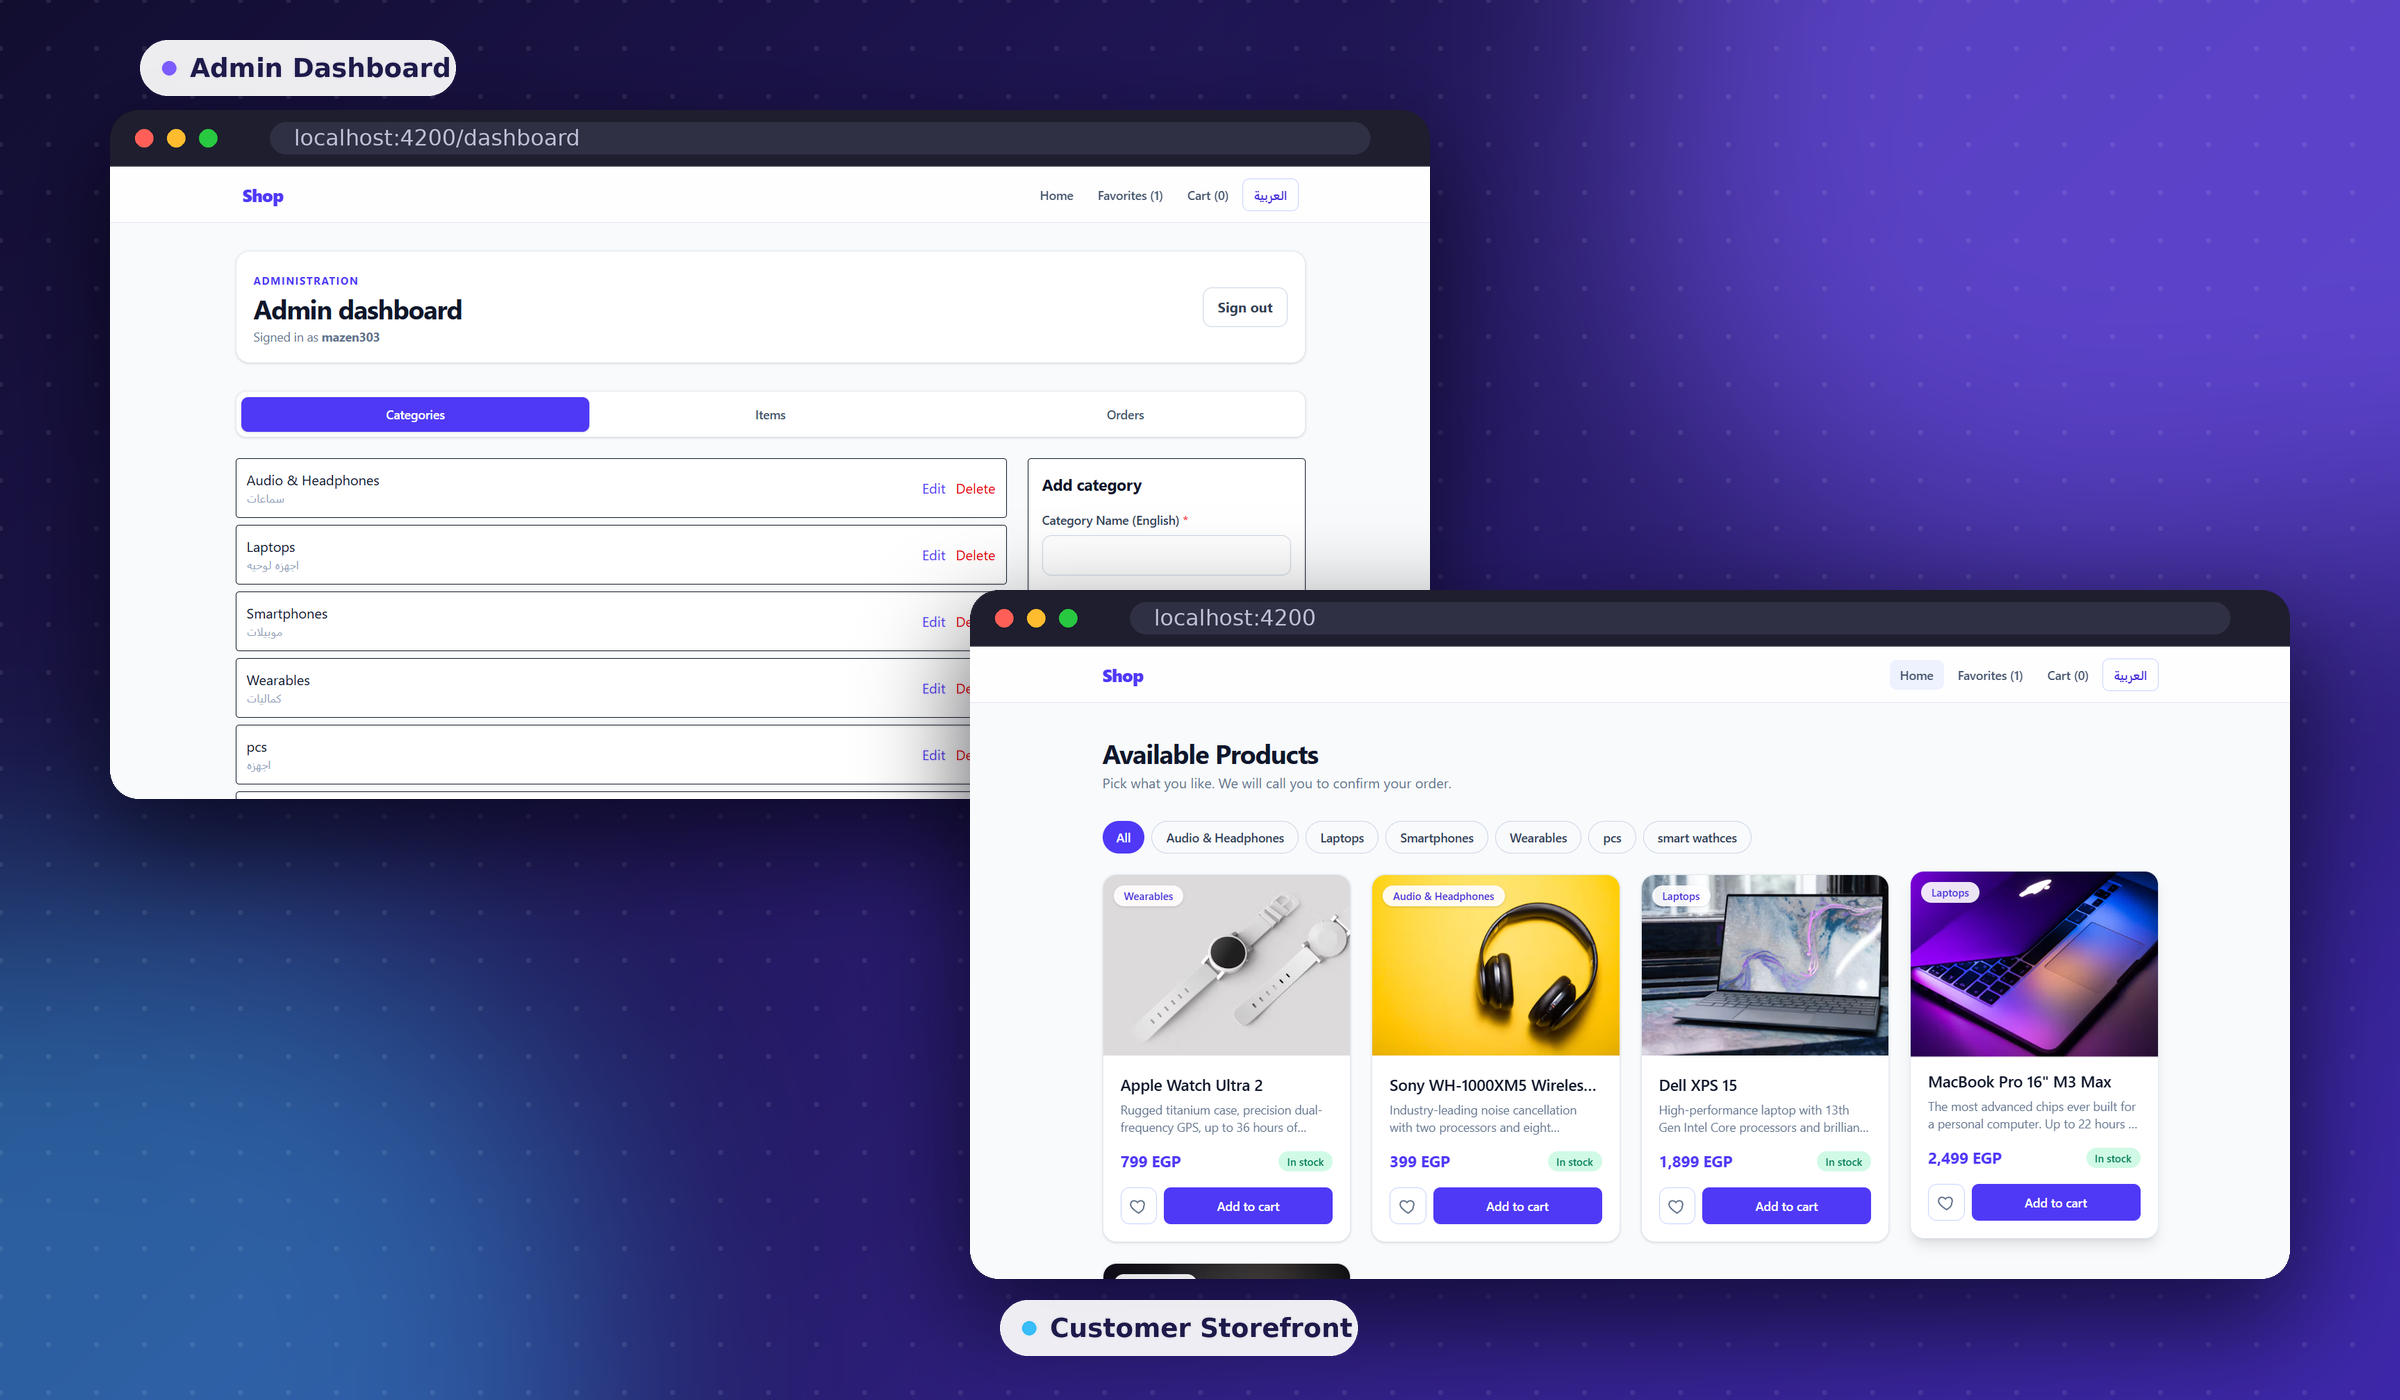 Admin Dashboard
localhost:4200/dashboard
Shop
Home
Favorites (1)
Cart (0)
العربية
ADMINISTRATION
Admin dashboard
Signed in as mazen303
Sign out
Categories
Items
Orders
Audio & Headphones
سماعات
Edit
Delete
Laptops
اجهزه لوحيه
Edit
Delete
Smartphones
موبيلات
Edit
Wearables
كماليات
Edit
pcs
اجهزه
Edit
Add category
Category Name (English) *
localhost:4200
Shop
Home
Favorites (1)
Cart (0)
العربية
Available Products
Pick what you like. We will call you to confirm your order.
All
Audio & Headphones
Laptops
Smartphones
Wearables
pcs
smart wathces
Wearables
Apple Watch Ultra 2
Rugged titanium case, precision dual-
frequency GPS, up to 36 hours of...
799 EGP
In stock
Add to cart
Audio & Headphones
Sony WH-1000XM5 Wireles...
Industry-leading noise cancellation
with two processors and eight...
399 EGP
In stock
Add to cart
Laptops
Dell XPS 15
High-performance laptop with 13th
Gen Intel Core processors and brillian...
1,899 EGP
In stock
Add to cart
Laptops
MacBook Pro 16" M3 Max
The most advanced chips ever built for
a personal computer. Up to 22 hours ...
2,499 EGP
In stock
Add to cart
Customer Storefront